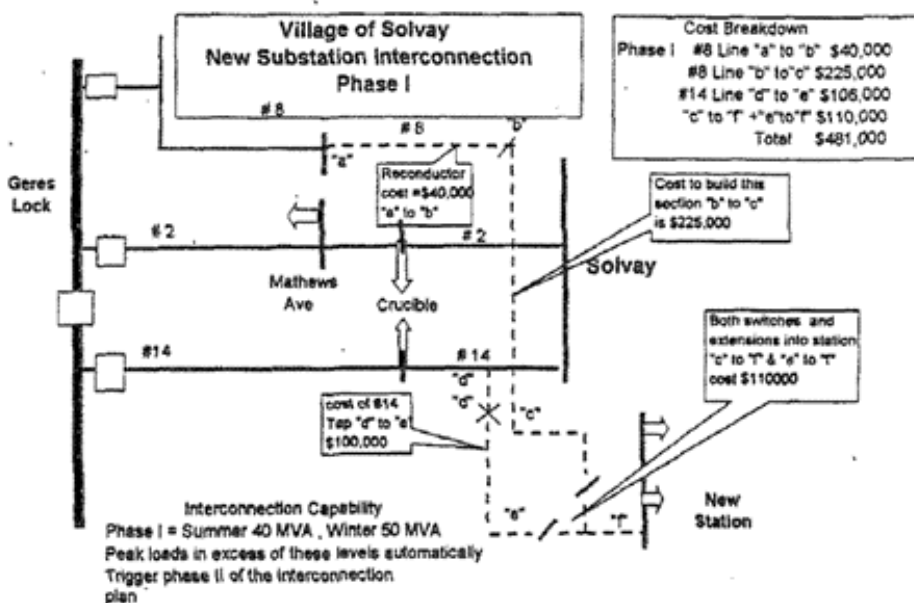 Village of Solvay
New Substation Interconnection
Phase I
Cost Breakdown
Phase I #8 Line "a" to "b" $40,000
#8 Line "b" to "c" $225,000
#14 Line "d" to "e" $106,000
"c" to "f" + "e" to "f" $110,000
Total $481,000
#8
#8
"b"
"a"
Reconductor
cost = $40,000
"a" to "b"
Geres
Lock
Cost to build this
section "b" to "c"
is $225,000
#2
#2
Solvay
Mathews
Ave
Crucible
Both switches and
extensions into station
"c" to "f" & "e" to "f"
cost $110000
#14
#14
"d"
"d"
cost of #14
Tap "d" to "e"
$100,000
"c"
"e"
"f"
New
Station
Interconnection Capability
Phase I = Summer 40 MVA , Winter 50 MVA
Peak loads in excess of these levels automatically
Trigger phase II of the interconnection
plan